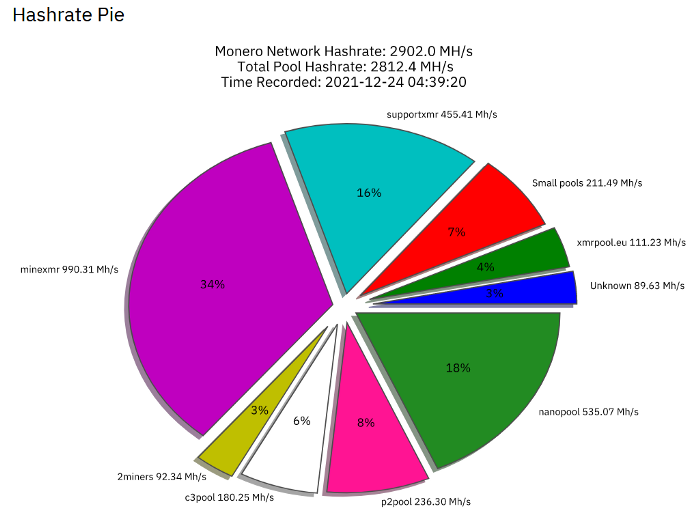 Hashrate Pie
Monero Network Hashrate: 2902.0 MH/s
Total Pool Hashrate: 2812.4 MH/s
Time Recorded: 2021-12-24 04:39:20
supportxmr 455.41 Mh/s
16%
Small pools 211.49 Mh/s
7%
xmrpool.eu 111.23 Mh/s
4%
Unknown 89.63 Mh/s
3%
minexmr 990.31 Mh/s
34%
18%
nanopool 535.07 Mh/s
3%
2miners 92.34 Mh/s
6%
c3pool 180.25 Mh/s
8%
p2pool 236.30 Mh/s